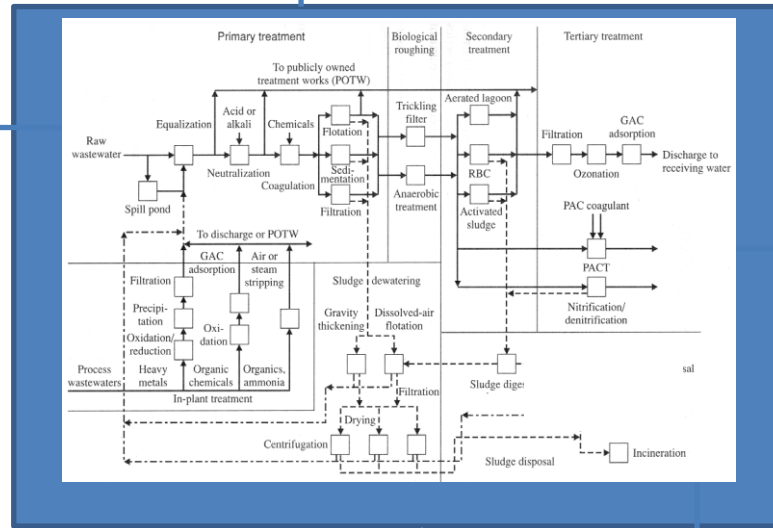 Primary treatment
Biological
roughing
Secondary
treatment
Tertiary treatment
To publicly owned
treatment works (POTW)
Equalization
Acid or
alkali
Chemicals
Flotation
Trickling
filter
Aerated lagoon
Raw
wastewater
Neutralization
Coagulation
Sedi-
mentation
Filtration
Anaerobic
treatment
RBC
Activated
sludge
Filtration
Ozonation
GAC
adsorption
Discharge to
receiving water
Spill pond
PAC coagulant
PACT
Nitrification/
denitrification
To discharge or POTW
GAC
adsorption
Air or
steam
stripping
Filtration
Precipi-
tation
Oxidation/
reduction
Oxi-
dation
Process
wastewaters
Heavy
metals
Organic
chemicals
Organics,
ammonia
In-plant treatment
Sludge dewatering
Gravity
thickening
Dissolved-air
flotation
Filtration
Sludge diges
sal
Drying
Centrifugation
Sludge disposal
Incineration